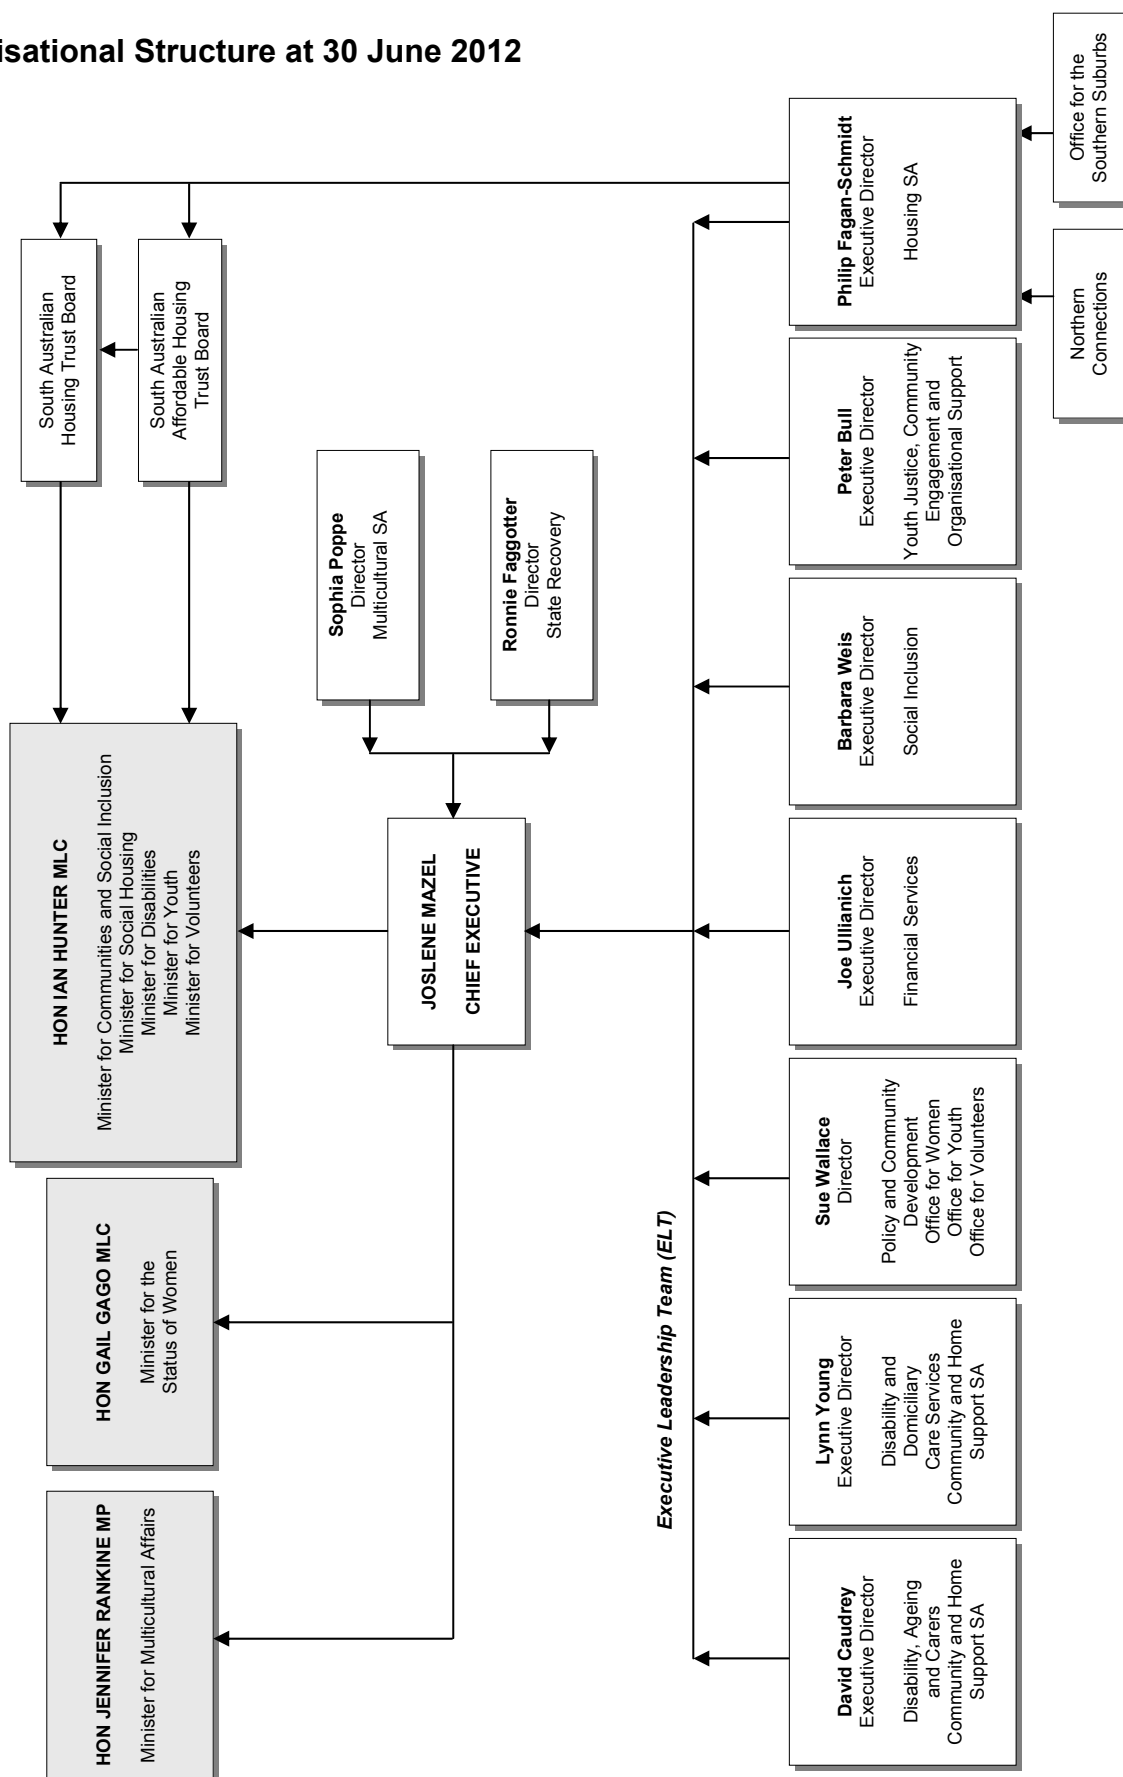 isational Structure at 30 June 2012
HON JENNIFER RANKINE MP
Minister for Multicultural Affairs
HON GAIL GAGO MLC
Minister for the
Status of Women
HON IAN HUNTER MLC
Minister for Communities and Social Inclusion
Minister for Social Housing
Minister for Disabilities
Minister for Youth
Minister for Volunteers
South Australian
Housing Trust Board
South Australian
Affordable Housing
Trust Board
JOSLENE MAZEL
CHIEF EXECUTIVE
Sophia Poppe
Director
Multicultural SA
Ronnie Faggotter
Director
State Recovery
Executive Leadership Team (ELT)
David Caudrey
Executive Director
Disability, Ageing
and Carers
Community and Home
Support SA
Lynn Young
Executive Director
Disability and
Domiciliary
Care Services
Community and Home
Support SA
Sue Wallace
Director
Policy and Community
Development
Office for Women
Office for Youth
Office for Volunteers
Joe Ullianich
Executive Director
Financial Services
Barbara Weis
Executive Director
Social Inclusion
Peter Bull
Executive Director
Youth Justice, Community
Engagement and
Organisational Support
Philip Fagan-Schmidt
Executive Director
Housing SA
Northern
Connections
Office for the
Southern Suburbs